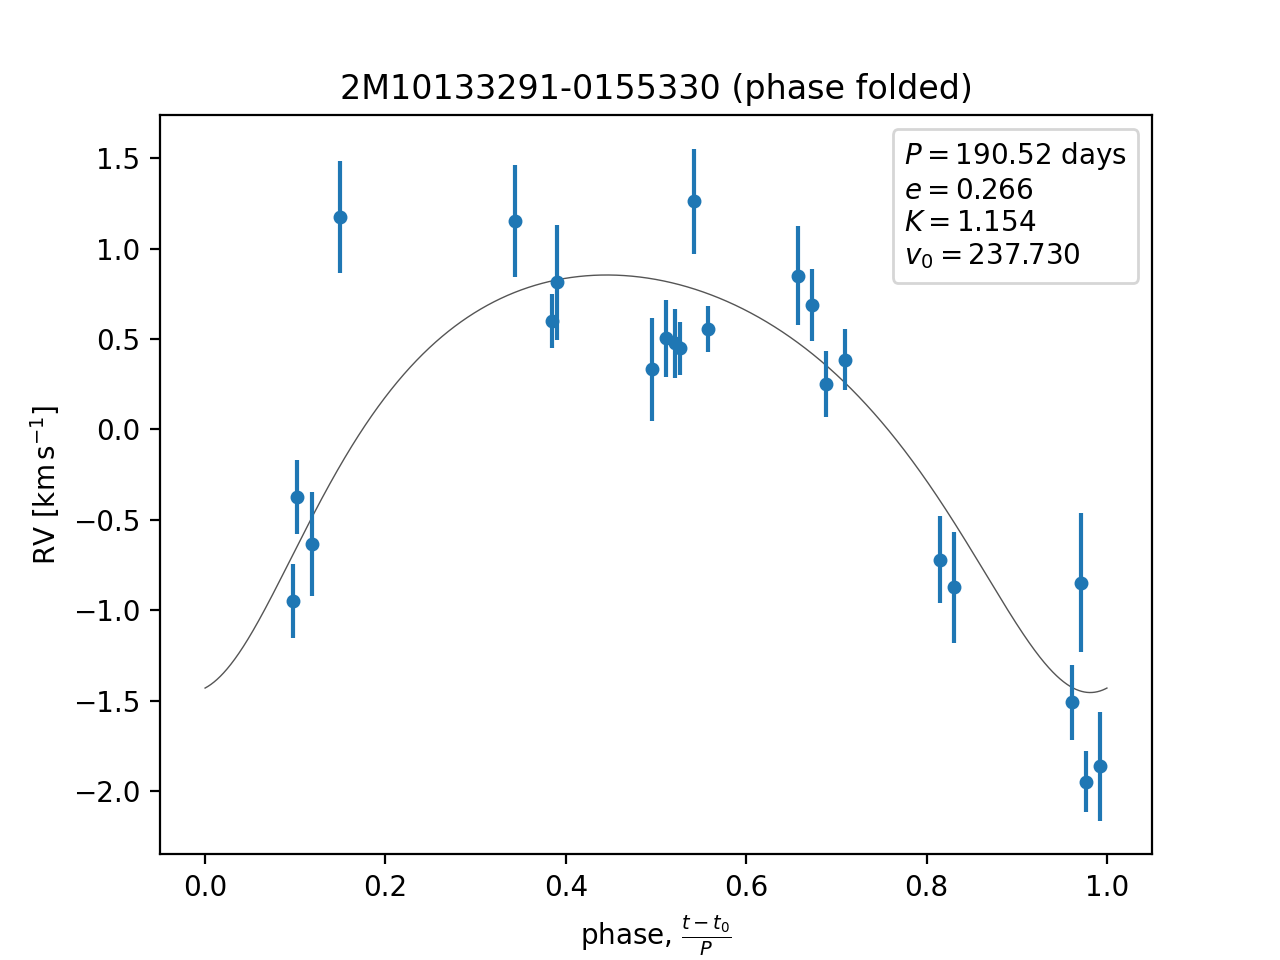 2M10133291-0155330 (phase folded)
P = 190.52 days
e = 0.266
K = 1.154
v₀ = 237.730
1.5
1.0
0.5
0.0
−0.5
−1.0
−1.5
−2.0
RV [km s⁻¹]
0.0 0.2 0.4 0.6 0.8 1.0
phase, (t − t₀)/P